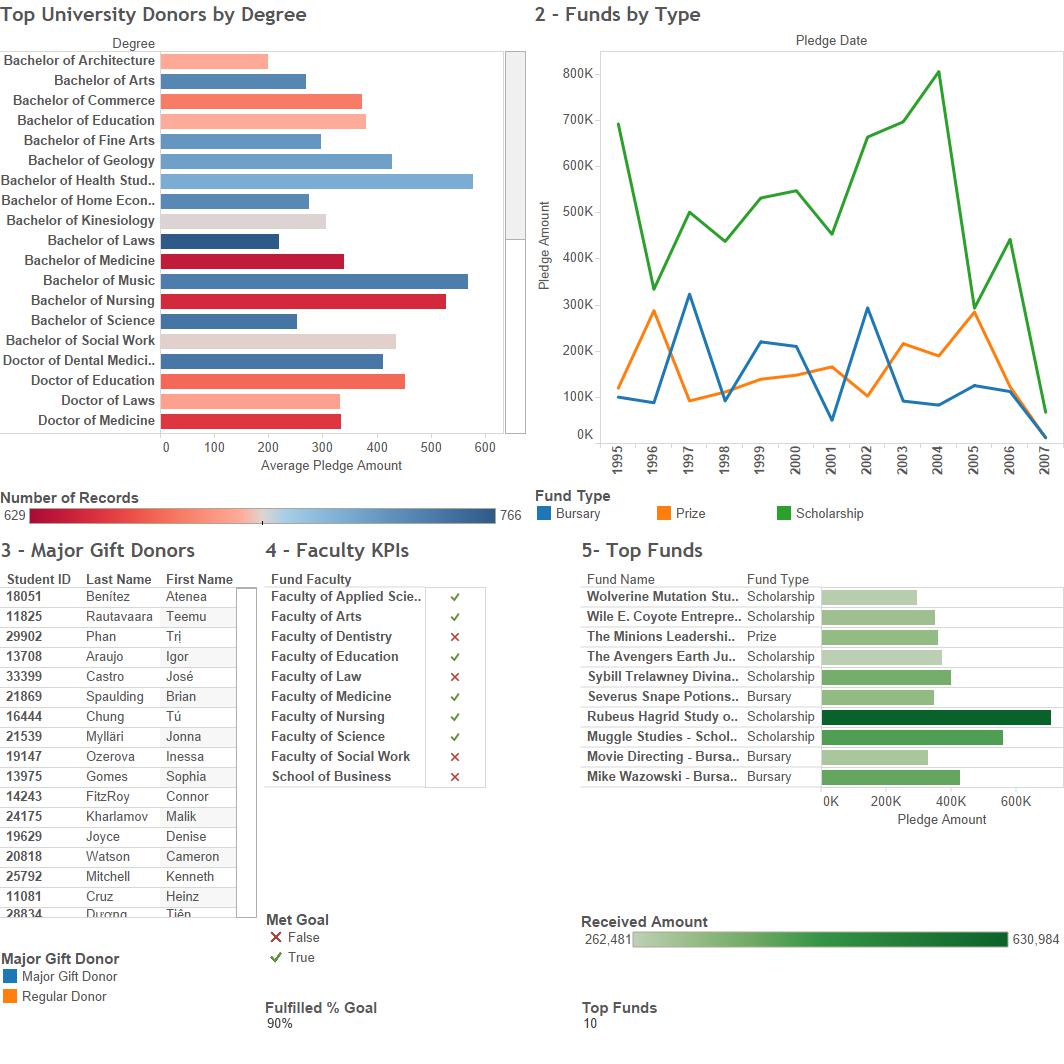 Top University Donors by Degree
Degree
Bachelor of Architecture
Bachelor of Arts
Bachelor of Commerce
Bachelor of Education
Bachelor of Fine Arts
Bachelor of Geology
Bachelor of Health Stud..
Bachelor of Home Econ..
Bachelor of Kinesiology
Bachelor of Laws
Bachelor of Medicine
Bachelor of Music
Bachelor of Nursing
Bachelor of Science
Bachelor of Social Work
Doctor of Dental Medici..
Doctor of Education
Doctor of Laws
Doctor of Medicine
0 100 200 300 400 500 600
Average Pledge Amount
Number of Records
629 766
2 - Funds by Type
Pledge Date
Pledge Amount
800K
700K
600K
500K
400K
300K
200K
100K
0K
1995 1996 1997 1998 1999 2000 2001 2002 2003 2004 2005 2006 2007
Fund Type
Bursary Prize Scholarship
3 - Major Gift Donors
Student ID Last Name First Name
18051 Benítez Atenea
11825 Rautavaara Teemu
29902 Phan Trị
13708 Araujo Igor
33399 Castro José
21869 Spaulding Brian
16444 Chung Tú
21539 Mylläri Jonna
19147 Ozerova Inessa
13975 Gomes Sophia
14243 FitzRoy Connor
24175 Kharlamov Malik
19629 Joyce Denise
20818 Watson Cameron
25792 Mitchell Kenneth
11081 Cruz Heinz
28834 Dương Tiên
Major Gift Donor
Major Gift Donor
Regular Donor
4 - Faculty KPIs
Fund Faculty
Faculty of Applied Scie..
Faculty of Arts
Faculty of Dentistry
Faculty of Education
Faculty of Law
Faculty of Medicine
Faculty of Nursing
Faculty of Science
Faculty of Social Work
School of Business
Met Goal
False
True
Fulfilled % Goal
90%
5- Top Funds
Fund Name Fund Type
Wolverine Mutation Stu.. Scholarship
Wile E. Coyote Entrepre.. Scholarship
The Minions Leadershi.. Prize
The Avengers Earth Ju.. Scholarship
Sybill Trelawney Divina.. Scholarship
Severus Snape Potions.. Bursary
Rubeus Hagrid Study o.. Scholarship
Muggle Studies - Schol.. Scholarship
Movie Directing - Bursa.. Bursary
Mike Wazowski - Bursa.. Bursary
0K 200K 400K 600K
Pledge Amount
Received Amount
262,481 630,984
Top Funds
10